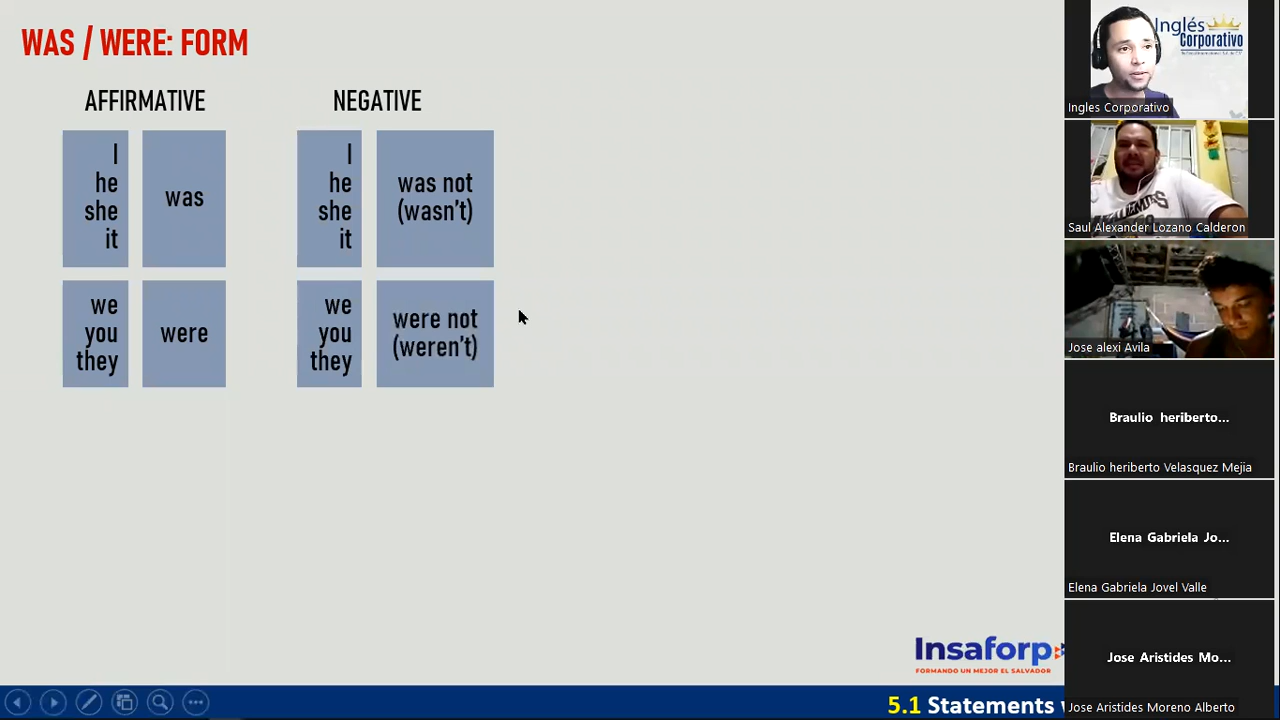 WAS / WERE: FORM
AFFIRMATIVE
I
he
she
it
was
we
you
they
were
NEGATIVE
I
he
she
it
was not
(wasn't)
we
you
they
were not
(weren't)
Insaforp
FORMANDO UN MEJOR EL SALVADOR
5.1 Statements
Inglés
Corporativo
Ingles Corporativo
Saul Alexander Lozano Calderon
Jose alexi Avila
Braulio heriberto...
Braulio heriberto Velasquez Mejia
Elena Gabriela Jo...
Elena Gabriela Jovel Valle
Jose Aristides Mo...
Jose Aristides Moreno Alberto